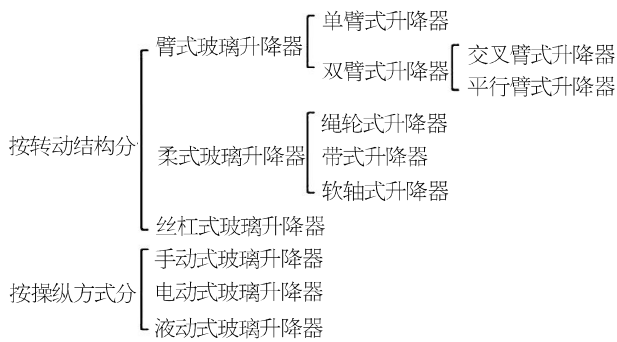 按转动结构分
臂式玻璃升降器
单臂式升降器
双臂式升降器
交叉臂式升降器
平行臂式升降器
柔式玻璃升降器
绳轮式升降器
带式升降器
软轴式升降器
丝杠式玻璃升降器
按操纵方式分
手动式玻璃升降器
电动式玻璃升降器
液动式玻璃升降器